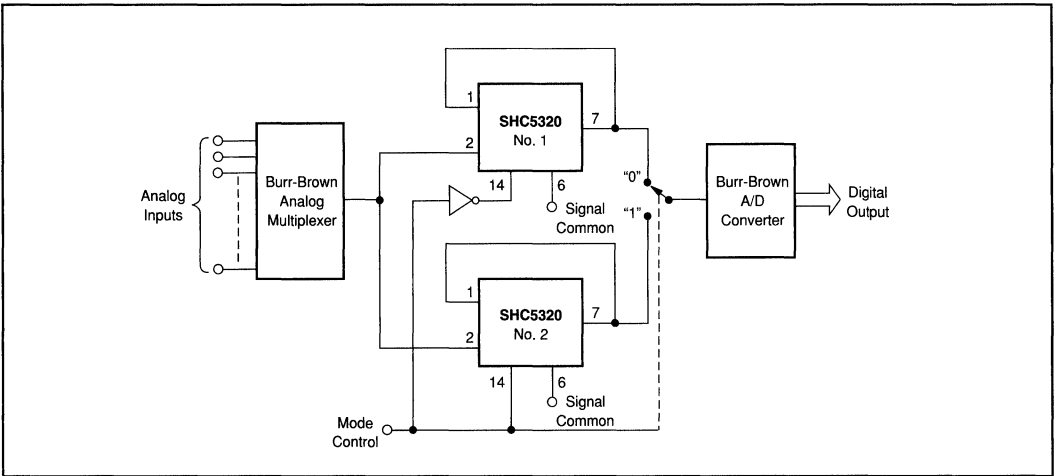 Analog
Inputs
Burr-Brown
Analog
Multiplexer
1
2
SHC5320
No. 1
7
14
6
Signal
Common
"0"
"1"
Burr-Brown
A/D
Converter
Digital
Output
1
2
SHC5320
No. 2
7
14
6
Signal
Common
Mode
Control